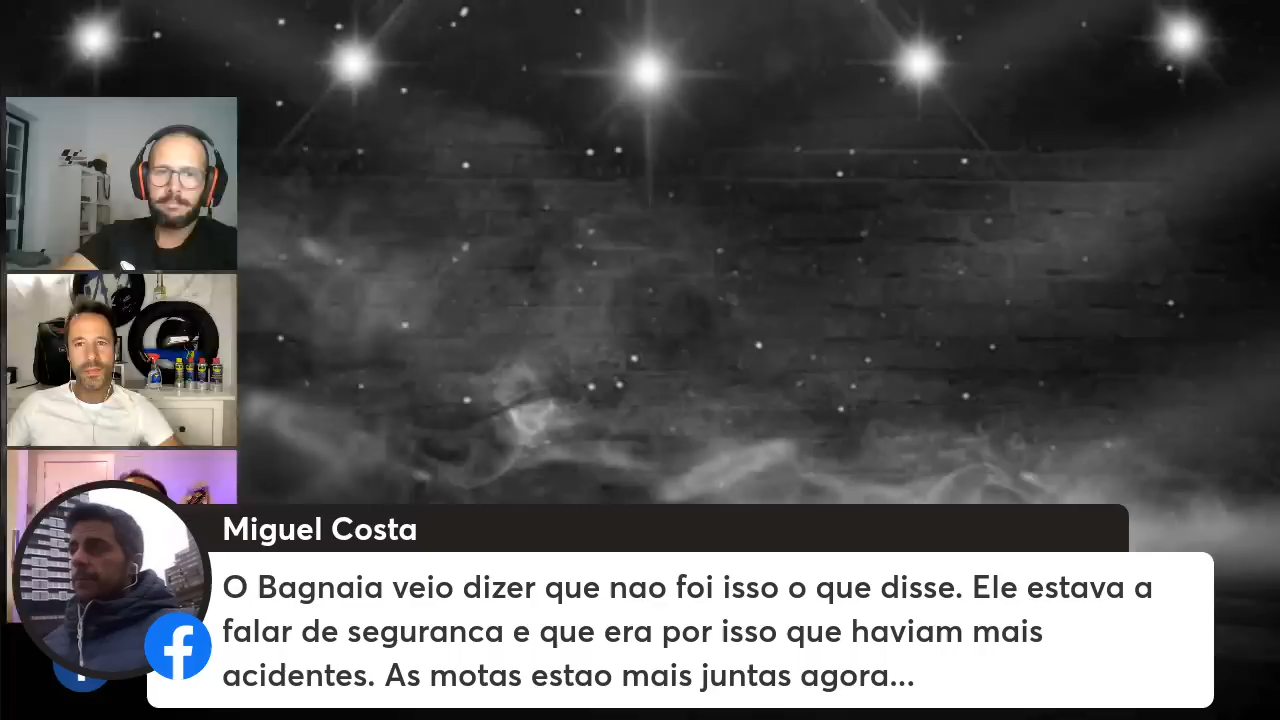 Miguel Costa
O Bagnaia veio dizer que nao foi isso o que disse. Ele estava a
falar de seguranca e que era por isso que haviam mais
acidentes. As motas estao mais juntas agora...